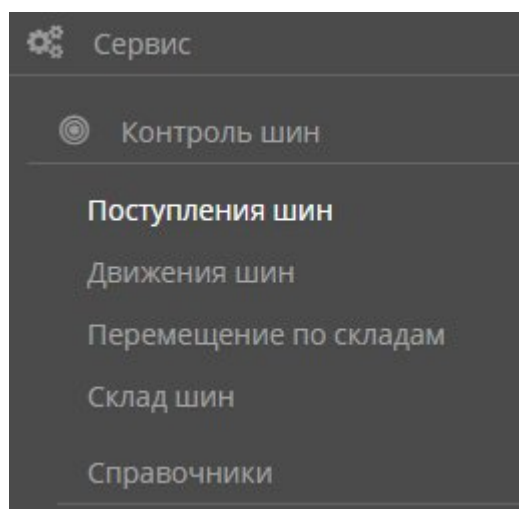 Сервис
Контроль шин
Поступления шин
Движения шин
Перемещение по складам
Склад шин
Справочники